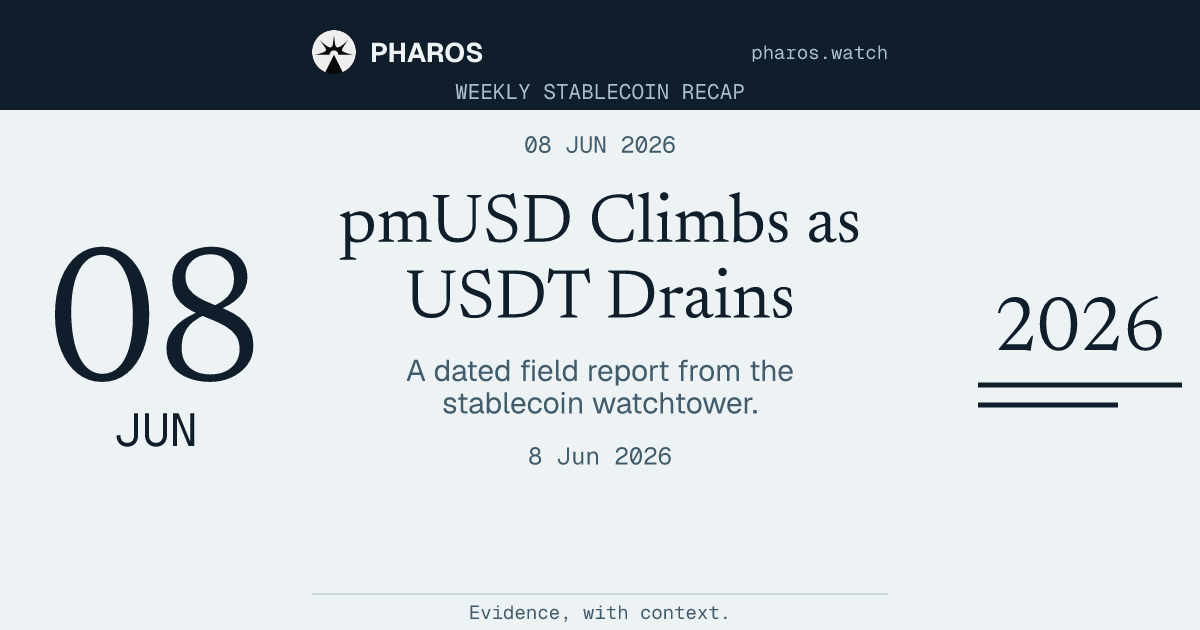 PHAROS
pharos.watch
WEEKLY STABLECOIN RECAP
08 JUN 2026
pmUSD Climbs as
USDT Drains
A dated field report from the
stablecoin watchtower.
8 Jun 2026
08
JUN
2026
Evidence, with context.